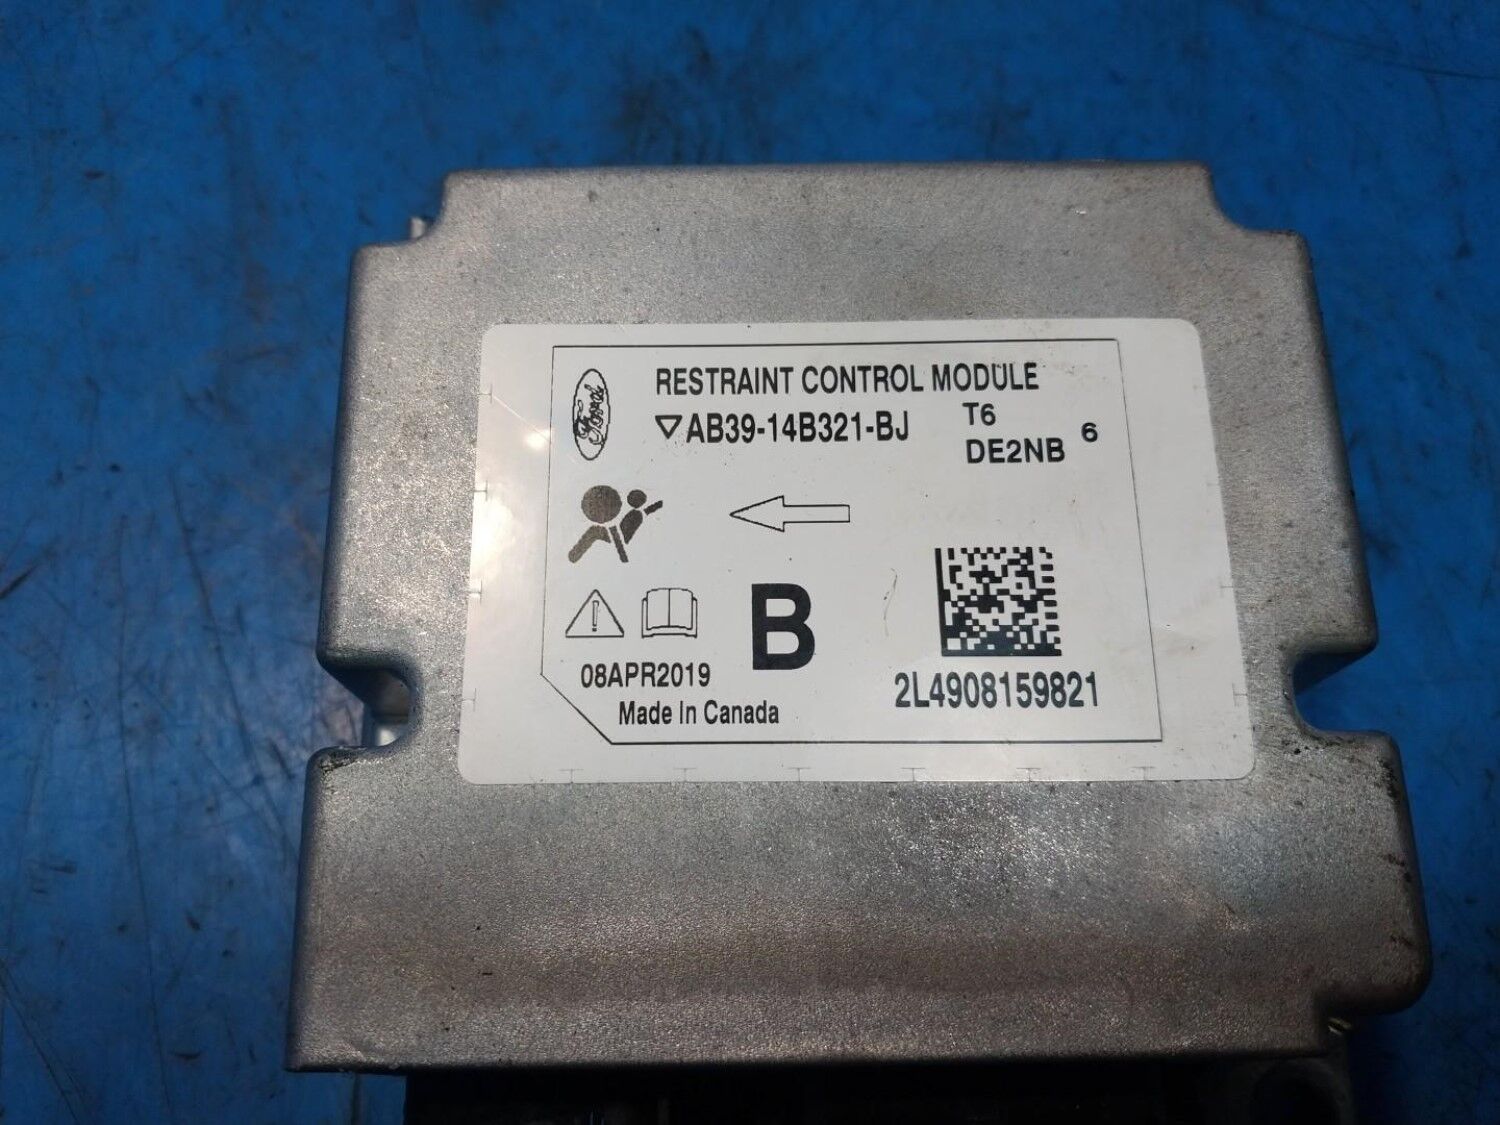 Ford
RESTRAINT CONTROL MODULE
AB39-14B321-BJ T6
DE2NB 6
B
08APR2019
Made In Canada
2L4908159821